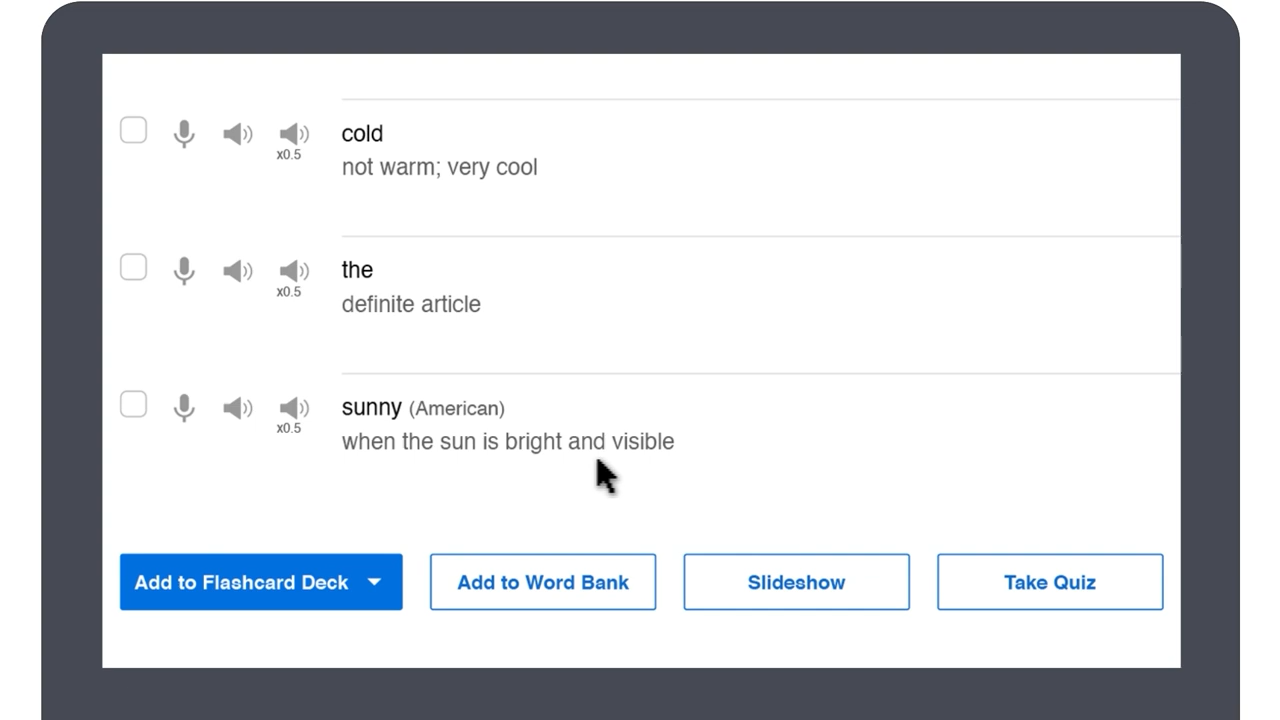 cold
not warm; very cool
x0.5
the
definite article
x0.5
sunny (American)
when the sun is bright and visible
x0.5
Add to Flashcard Deck
Add to Word Bank
Slideshow
Take Quiz